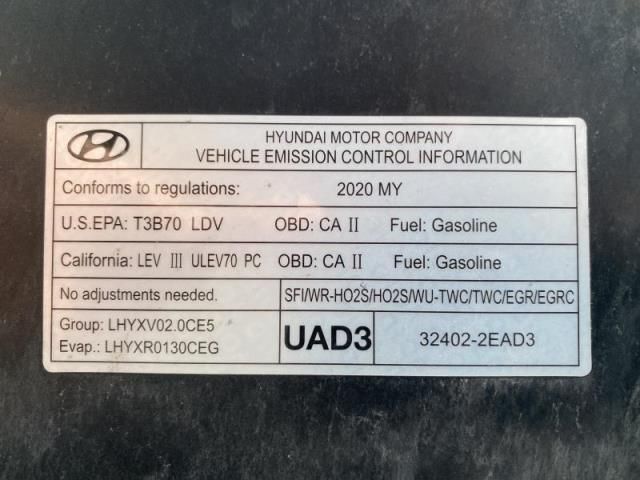 HYUNDAI MOTOR COMPANY
VEHICLE EMISSION CONTROL INFORMATION
Conforms to regulations: 2020 MY
U.S.EPA: T3B70 LDV OBD: CA II Fuel: Gasoline
California: LEV III ULEV70 PC OBD: CA II Fuel: Gasoline
No adjustments needed. SFI/WR-HO2S/HO2S/WU-TWC/TWC/EGR/EGRC
Group: LHYXV02.0CE5
Evap.: LHYXR0130CEG
UAD3
32402-2EAD3